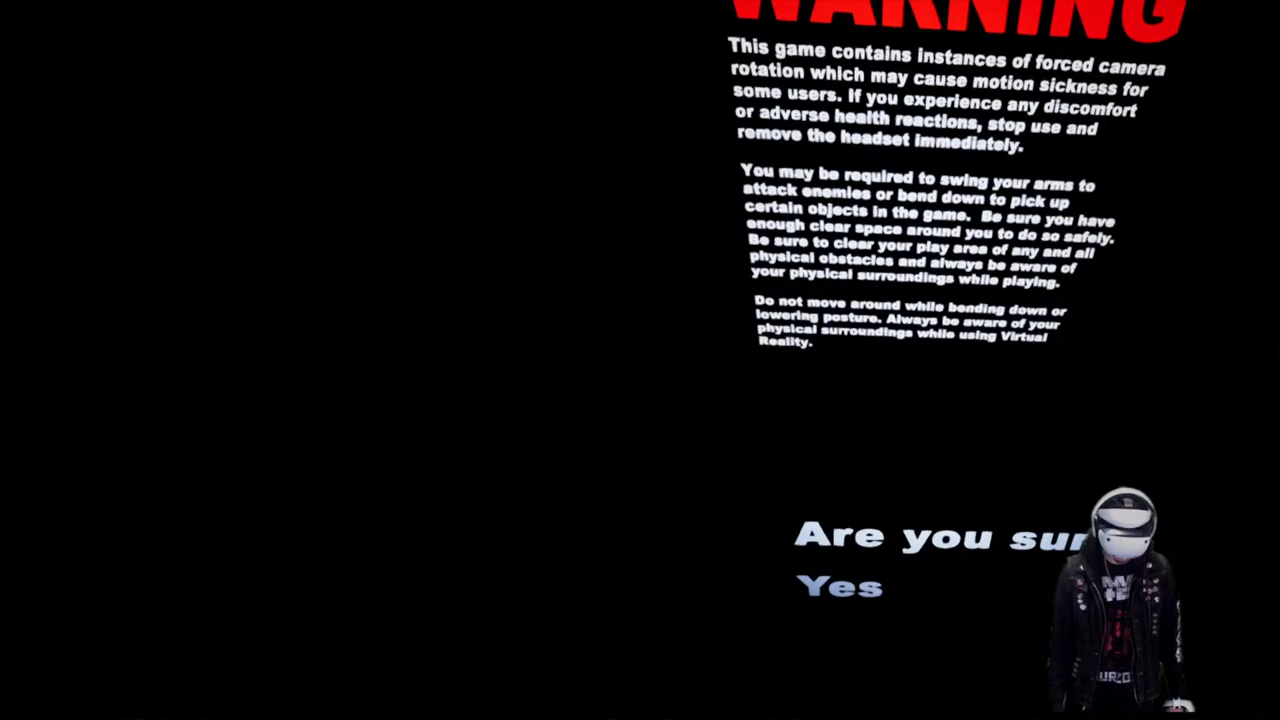 WARNING
This game contains instances of forced camera
rotation which may cause motion sickness for
some users. If you experience any discomfort
or adverse health reactions, stop use and
remove the headset immediately.
You may be required to swing your arms to
attack enemies or bend down to pick up
certain objects in the game. Be sure you have
enough clear space around you to do so safely.
Be sure to clear your play area of any and all
physical obstacles and always be aware of
your physical surroundings while playing.
Do not move around while bending down or
lowering posture. Always be aware of your
physical surroundings while using Virtual
Reality.
Are you
Yes